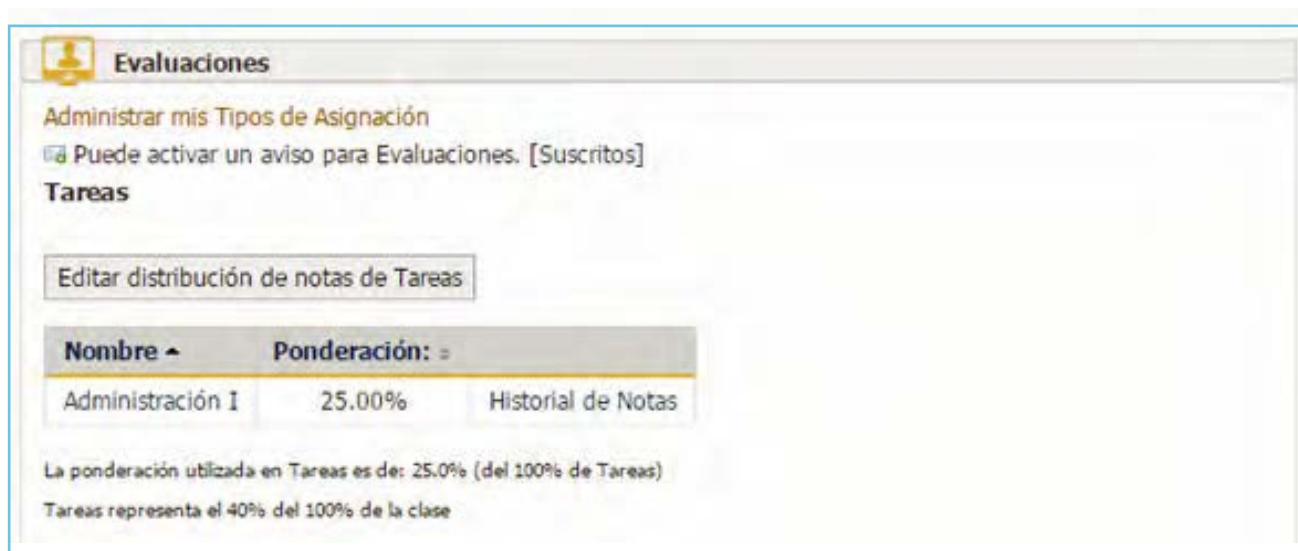 Evaluaciones
Administrar mis Tipos de Asignación
Puede activar un aviso para Evaluaciones. [Suscritos]
Tareas
Editar distribución de notas de Tareas
Nombre Ponderación:
Administración I 25.00% Historial de Notas
La ponderación utilizada en Tareas es de: 25.0% (del 100% de Tareas)
Tareas representa el 40% del 100% de la clase